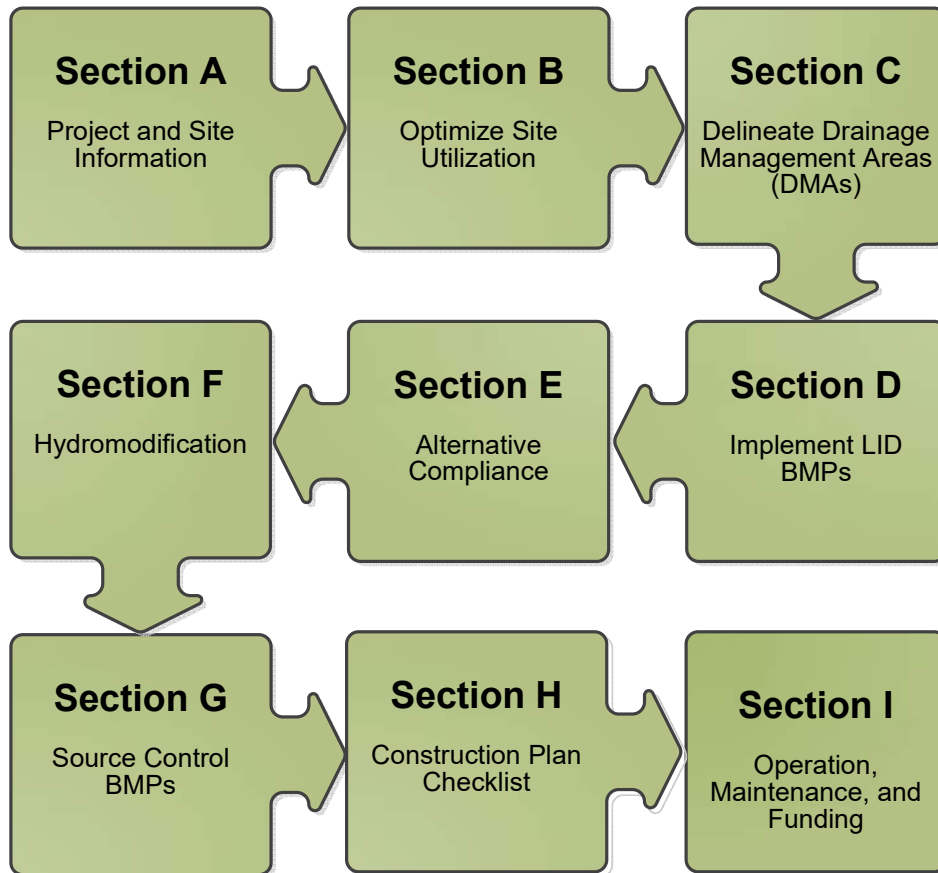 Section A
Project and Site
Information
Section B
Optimize Site
Utilization
Section C
Delineate Drainage
Management Areas
(DMAs)
Section D
Implement LID
BMPs
Section E
Alternative
Compliance
Section F
Hydromodification
Section G
Source Control
BMPs
Section H
Construction Plan
Checklist
Section I
Operation,
Maintenance, and
Funding